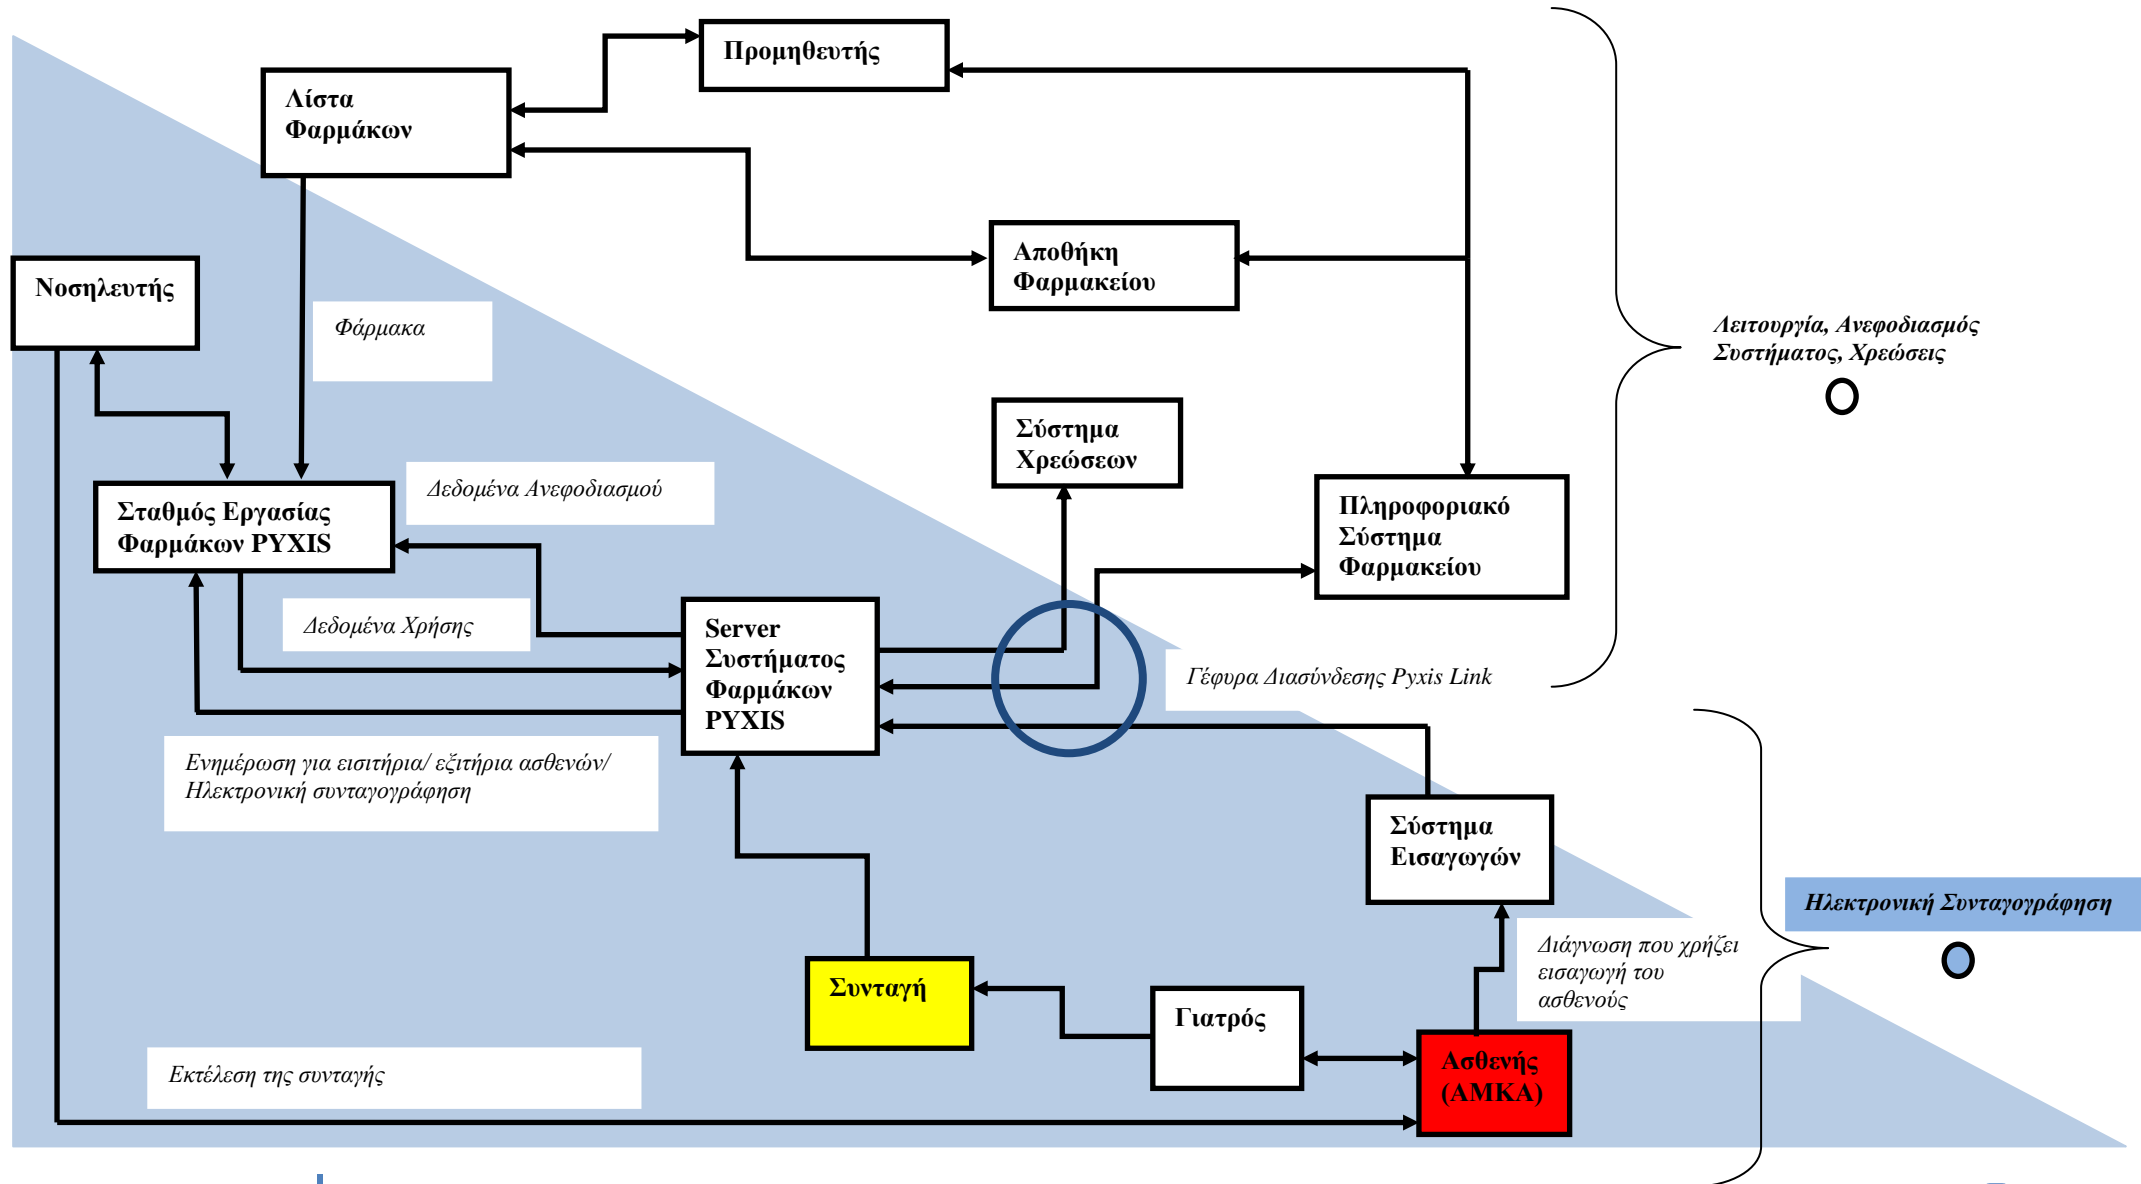 Προμηθευτής
Λίστα
Φαρμάκων
Αποθήκη
Φαρμακείου
Νοσηλευτής
Φάρμακα
Λειτουργία, Ανεφοδιασμός
Συστήματος, Χρεώσεις
Σύστημα
Χρεώσεων
Δεδομένα Ανεφοδιασμού
Σταθμός Εργασίας
Φαρμάκων PYXIS
Πληροφοριακό
Σύστημα
Φαρμακείου
Δεδομένα Χρήσης
Server
Συστήματος
Φαρμάκων
PYXIS
Γέφυρα Διασύνδεσης Pyxis Link
Ενημέρωση για εισιτήρια/ εξιτήρια ασθενών/
Ηλεκτρονική συνταγογράφηση
Σύστημα
Εισαγωγών
Ηλεκτρονική Συνταγογράφηση
Διάγνωση που χρήζει
εισαγωγή του
ασθενούς
Συνταγή
Γιατρός
Ασθενής
(ΑΜΚΑ)
Εκτέλεση της συνταγής